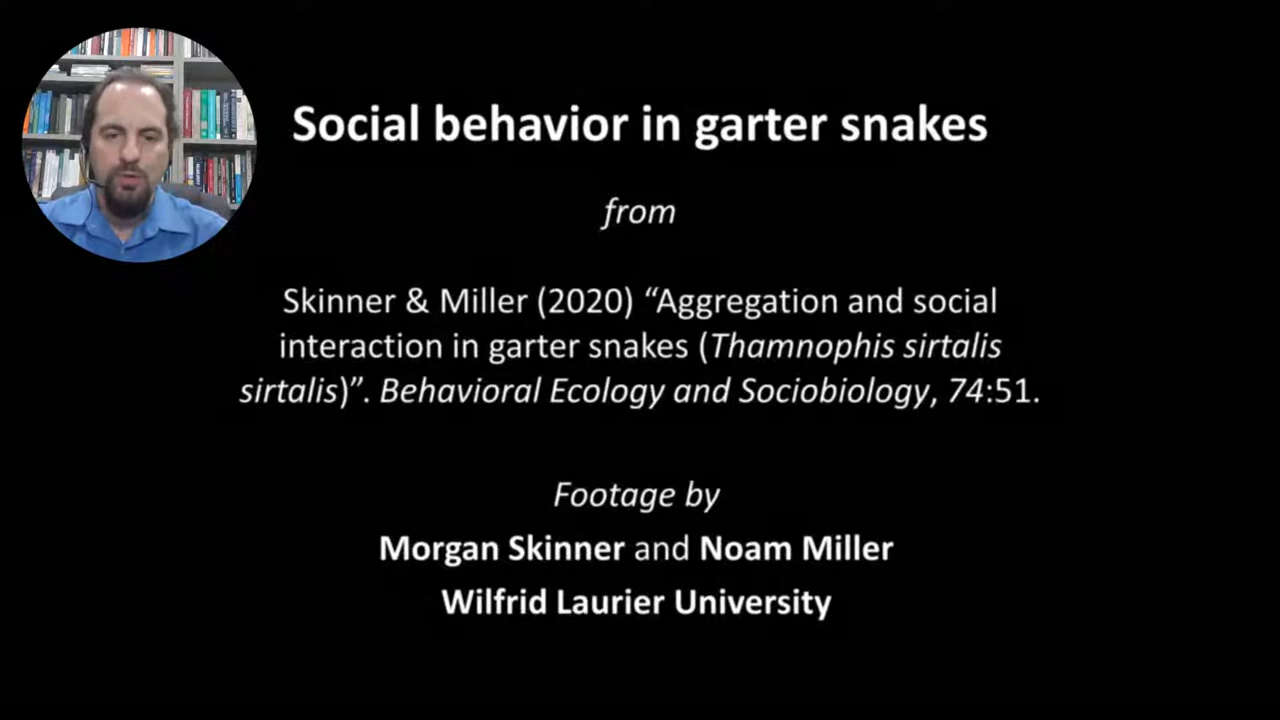 Social behavior in garter snakes
from
Skinner & Miller (2020) “Aggregation and social
interaction in garter snakes (Thamnophis sirtalis
sirtalis)”. Behavioral Ecology and Sociobiology, 74:51.
Footage by
Morgan Skinner and Noam Miller
Wilfrid Laurier University